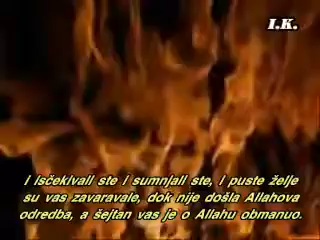 I.K.
I isčekivali ste i sumnjali ste, i puste želje
su vas zavaravale, dok nije došla Allahova
odredba, a šejtan vas je o Allahu obmanuo.